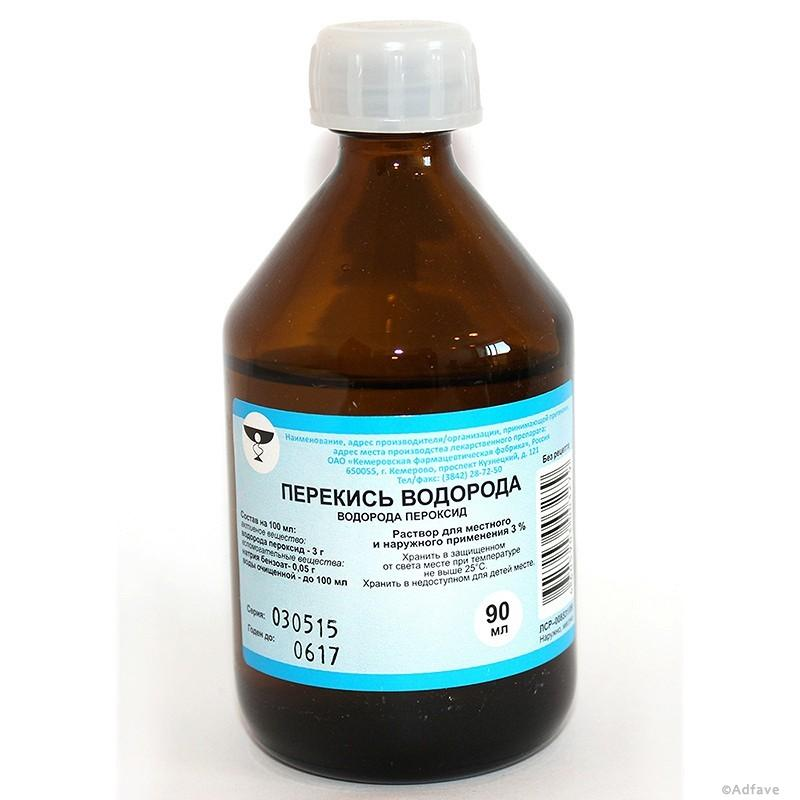 Наименование, адрес производителя/организации, принимающей претензии,
адрес места производства лекарственного препарата:
ОАО «Кемеровская фармацевтическая фабрика», Россия
650055, г. Кемерово, проспект Кузнецкий, д. 121
Тел/факс: (3842) 28-72-50
Без рецепта
ПЕРЕКИСЬ ВОДОРОДА
ВОДОРОДА ПЕРОКСИД
Состав на 100 мл:
активное вещество:
водорода пероксид - 3 г
вспомогательные вещества:
натрия бензоат- 0,05 г
воды очищенной - до 100 мл
Раствор для местного
и наружного применения 3 %
Хранить в защищенном
от света месте при температуре
не выше 25°С.
Хранить в недоступном для детей месте.
Серия: 030515
Годен до: 0617
90
мл
Наружно,
©Adfave